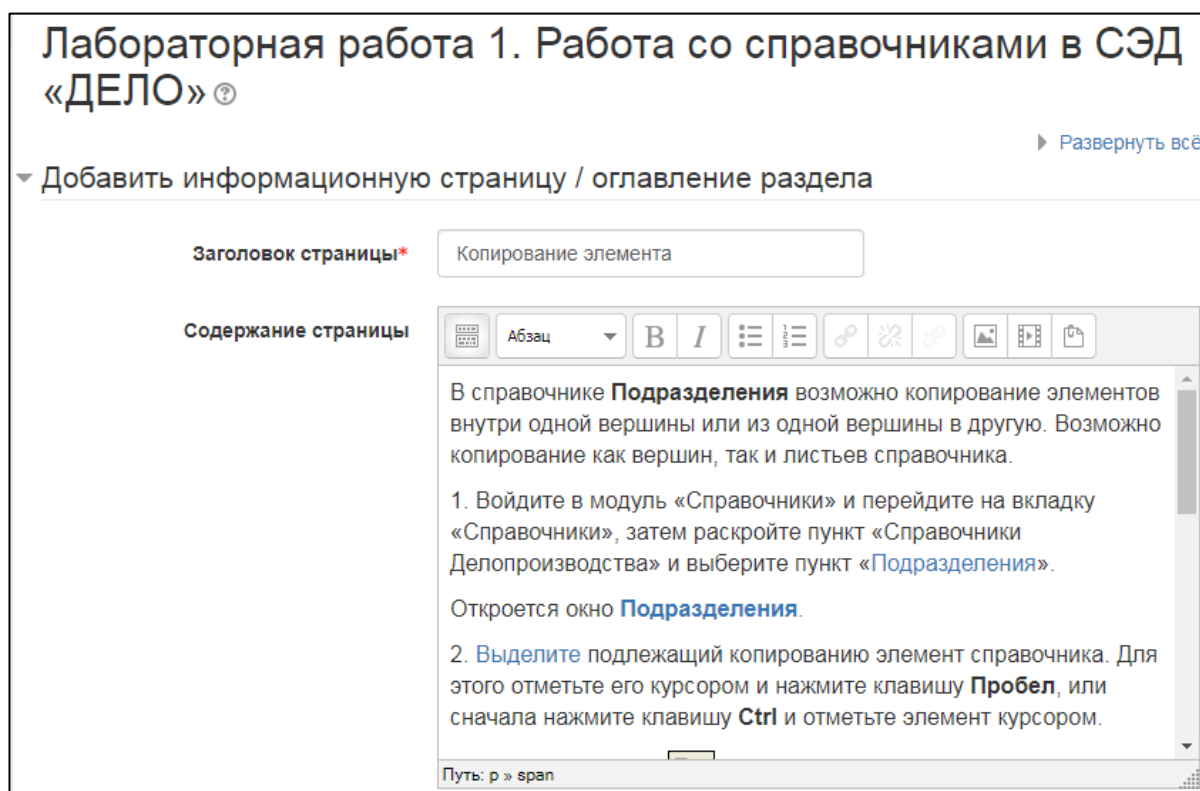 Лабораторная работа 1. Работа со справочниками в СЭД
«ДЕЛО»
Развернуть всё
Добавить информационную страницу / оглавление раздела
Заголовок страницы*
Копирование элемента
Содержание страницы
Абзац
B I
В справочнике Подразделения возможно копирование элементов
внутри одной вершины или из одной вершины в другую. Возможно
копирование как вершин, так и листьев справочника.
1. Войдите в модуль «Справочники» и перейдите на вкладку
«Справочники», затем раскройте пункт «Справочники
Делопроизводства» и выберите пункт «Подразделения».
Откроется окно Подразделения.
2. Выделите подлежащий копированию элемент справочника. Для
этого отметьте его курсором и нажмите клавишу Пробел, или
сначала нажмите клавишу Ctrl и отметьте элемент курсором.
Путь: p » span